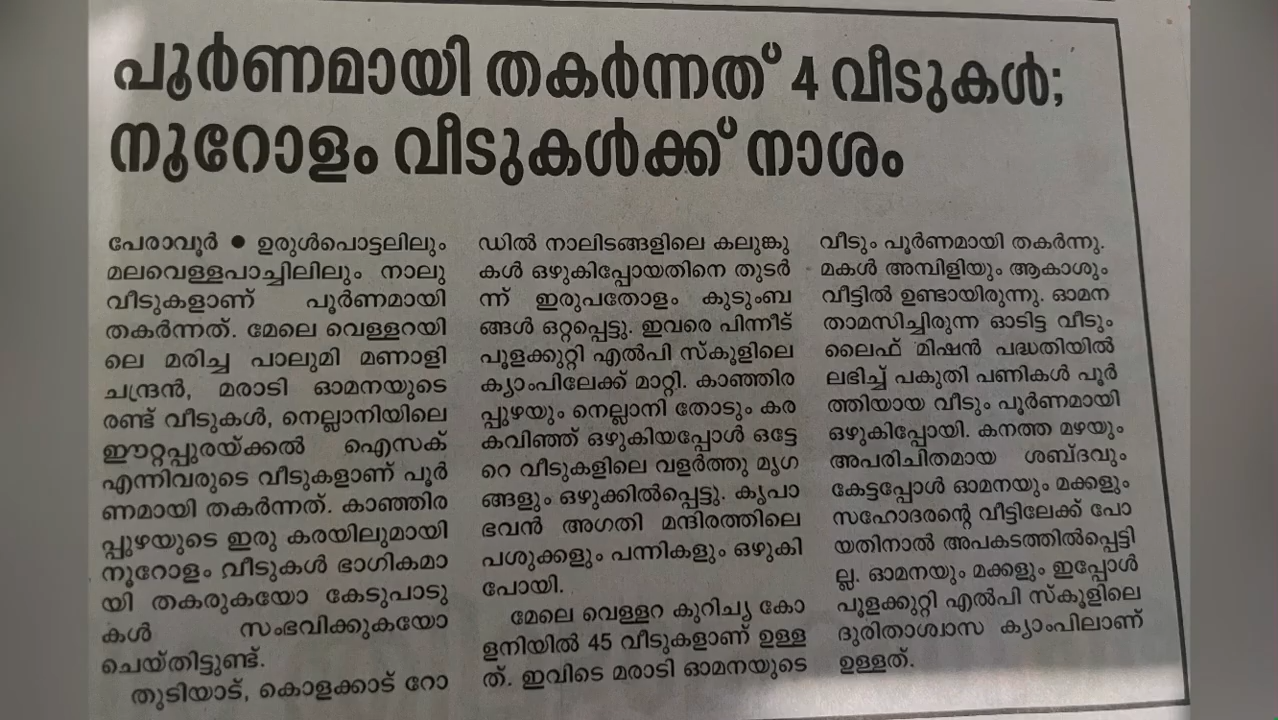 പൂർണമായി തകർന്നത് 4 വീടുകൾ;
നൂറോളം വീടുകൾക്ക് നാശം
പേരാവൂർ ● ഉരുൾപൊട്ടലിലും
മലവെള്ളപാച്ചിലിലും നാലു
വീടുകളാണ് പൂർണമായി
തകർന്നത്. മേലെ വെള്ളറയി
ലെ മരിച്ച പാലുമി മണാളി
ചന്ദ്രൻ, മരാടി ഓമനയുടെ
രണ്ട് വീടുകൾ, നെല്ലാനിയിലെ
ഈറ്റപ്പുരയ്ക്കൽ ഐസക്
എന്നിവരുടെ വീടുകളാണ് പൂർ
ണമായി തകർന്നത്. കാഞ്ഞിര
പ്പുഴയുടെ ഇരു കരയിലുമായി
നൂറോളം വീടുകൾ ഭാഗികമാ
യി തകരുകയോ കേടുപാടു
കൾ സംഭവിക്കുകയോ
ചെയ്തിട്ടുണ്ട്.
തുടിയാട്, കൊളക്കാട് റോ
ഡിൽ നാലിടങ്ങളിലെ കലുങ്കു
കൾ ഒഴുകിപ്പോയതിനെ തുടർ
ന്ന് ഇരുപതോളം കുടുംബ
ങ്ങൾ ഒറ്റപ്പെട്ടു. ഇവരെ പിന്നീട്
പൂളക്കുറ്റി എൽപി സ്കൂളിലെ
ക്യാംപിലേക്ക് മാറ്റി. കാഞ്ഞിര
പ്പുഴയും നെല്ലാനി തോടും കര
കവിഞ്ഞ് ഒഴുകിയപ്പോൾ ഒട്ടേ
റെ വീടുകളിലെ വളർത്തു മൃഗ
ങ്ങളും ഒഴുക്കിൽപ്പെട്ടു. കൃപാ
ഭവൻ അഗതി മന്ദിരത്തിലെ
പശുക്കളും പന്നികളും ഒഴുകി
പോയി.
മേലെ വെള്ളറ കുറിച്യ കോ
ളനിയിൽ 45 വീടുകളാണ് ഉള്ള
ത്. ഇവിടെ മരാടി ഓമനയുടെ
വീടും പൂർണമായി തകർന്നു.
മകൾ അമ്പിളിയും ആകാശും
വീട്ടിൽ ഉണ്ടായിരുന്നു. ഓമന
താമസിച്ചിരുന്ന ഓടിട്ട വീടും
ലൈഫ് മിഷൻ പദ്ധതിയിൽ
ലഭിച്ച് പകുതി പണികൾ പൂർ
ത്തിയായ വീടും പൂർണമായി
ഒഴുകിപ്പോയി. കനത്ത മഴയും
അപരിചിതമായ ശബ്ദവും
കേട്ടപ്പോൾ ഓമനയും മക്കളും
സഹോദരന്റെ വീട്ടിലേക്ക് പോ
യതിനാൽ അപകടത്തിൽപ്പെട്ടി
ല്ല. ഓമനയും മക്കളും ഇപ്പോൾ
പൂളക്കുറ്റി എൽപി സ്കൂളിലെ
ദുരിതാശ്വാസ ക്യാംപിലാണ്
ഉള്ളത്.